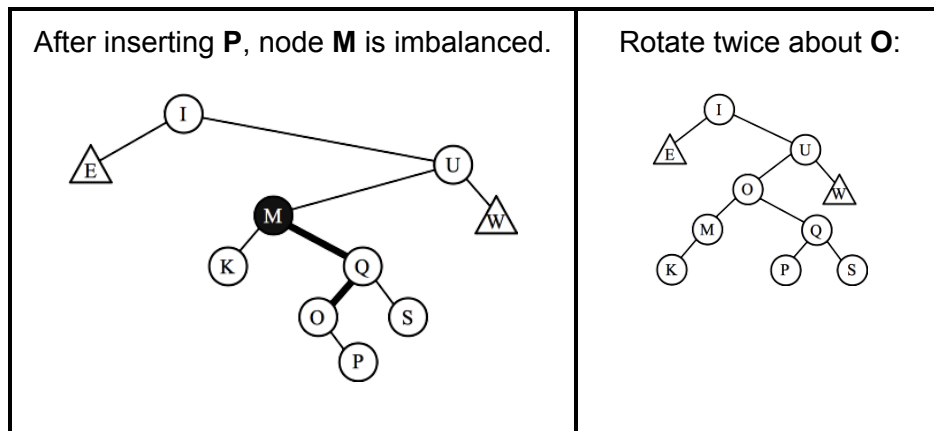 After inserting P, node M is imbalanced.
I
E
U
M
W
K
Q
O
S
P
Rotate twice about O:
I
E
U
O
W
M
Q
K
P
S